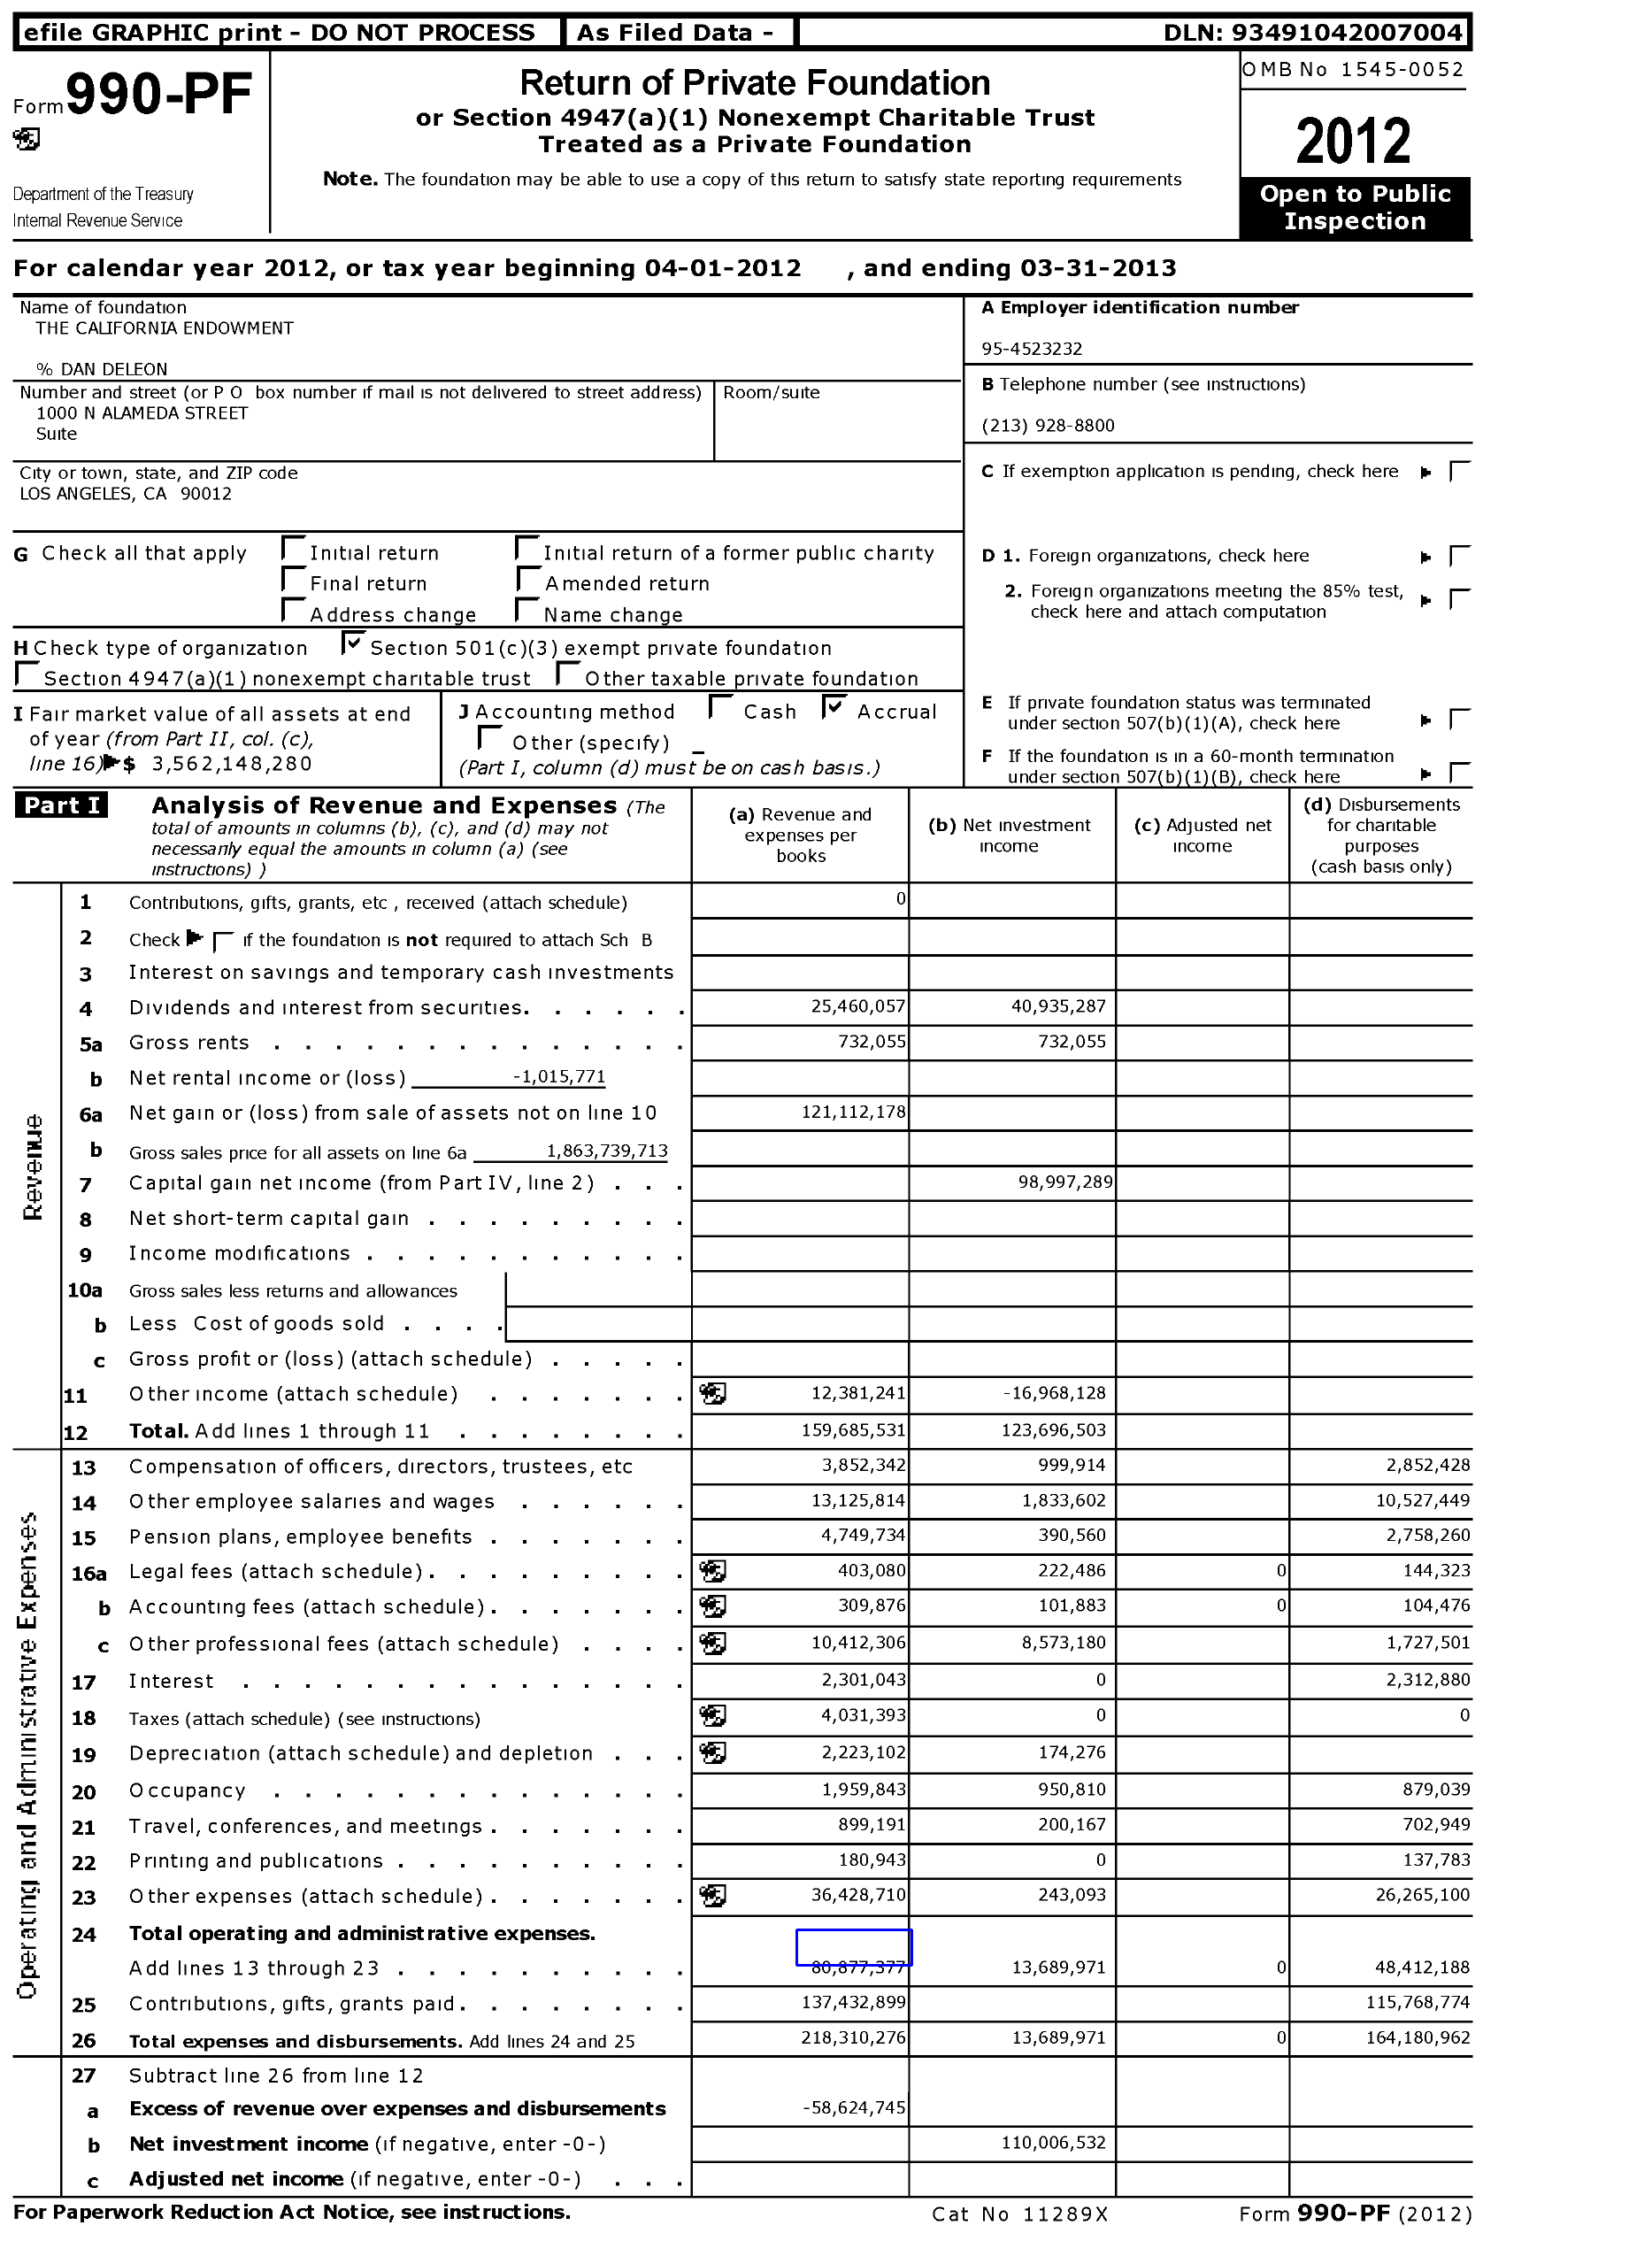 efile GRAPHIC print - DO NOT PROCESS As Filed Data - DLN: 93491042007004
Form 990-PF
Department of the Treasury
Internal Revenue Service
Return of Private Foundation
or Section 4947(a)(1) Nonexempt Charitable Trust
Treated as a Private Foundation
Note. The foundation may be able to use a copy of this return to satisfy state reporting requirements
OMB No 1545-0052
2012
Open to Public
Inspection
For calendar year 2012, or tax year beginning 04-01-2012 , and ending 03-31-2013
Name of foundation
THE CALIFORNIA ENDOWMENT
% DAN DELEON
Number and street (or P O box number if mail is not delivered to street address) Room/suite
1000 N ALAMEDA STREET
Suite
City or town, state, and ZIP code
LOS ANGELES, CA 90012
A Employer identification number
95-4523232
B Telephone number (see instructions)
(213) 928-8800
C If exemption application is pending, check here
G Check all that apply Initial return Initial return of a former public charity
Final return Amended return
Address change Name change
D 1. Foreign organizations, check here
2. Foreign organizations meeting the 85% test,
check here and attach computation
H Check type of organization Section 501(c)(3) exempt private foundation
Section 4947(a)(1) nonexempt charitable trust Other taxable private foundation
E If private foundation status was terminated
under section 507(b)(1)(A), check here
F If the foundation is in a 60-month termination
under section 507(b)(1)(B), check here
I Fair market value of all assets at end
of year (from Part II, col. (c),
line 16) $ 3,562,148,280
J Accounting method Cash Accrual
Other (specify) _
(Part I, column (d) must be on cash basis.)
Part I Analysis of Revenue and Expenses (The
total of amounts in columns (b), (c), and (d) may not
necessarily equal the amounts in column (a) (see
instructions) )
(a) Revenue and
expenses per
books
(b) Net investment
income
(c) Adjusted net
income
(d) Disbursements
for charitable
purposes
(cash basis only)
Revenue
1 Contributions, gifts, grants, etc , received (attach schedule) 0
2 Check if the foundation is not required to attach Sch B
3 Interest on savings and temporary cash investments
4 Dividends and interest from securities. . . . . . 25,460,057 40,935,287
5a Gross rents . . . . . . . . . . . . . . 732,055 732,055
b Net rental income or (loss) -1,015,771
6a Net gain or (loss) from sale of assets not on line 10 121,112,178
b Gross sales price for all assets on line 6a 1,863,739,713
7 Capital gain net income (from Part IV, line 2) . . . 98,997,289
8 Net short-term capital gain . . . . . . . . .
9 Income modifications . . . . . . . . . . .
10a Gross sales less returns and allowances
b Less Cost of goods sold . . . .
c Gross profit or (loss) (attach schedule) . . . . .
11 Other income (attach schedule) . . . . . . . 12,381,241 -16,968,128
12 Total. Add lines 1 through 11 . . . . . . . . 159,685,531 123,696,503
Operating and Administrative Expenses
13 Compensation of officers, directors, trustees, etc 3,852,342 999,914 2,852,428
14 Other employee salaries and wages . . . . . . 13,125,814 1,833,602 10,527,449
15 Pension plans, employee benefits . . . . . . . 4,749,734 390,560 2,758,260
16a Legal fees (attach schedule) . . . . . . . . . 403,080 222,486 0 144,323
b Accounting fees (attach schedule) . . . . . . . 309,876 101,883 0 104,476
c Other professional fees (attach schedule) . . . . 10,412,306 8,573,180 1,727,501
17 Interest . . . . . . . . . . . . . . . 2,301,043 0 2,312,880
18 Taxes (attach schedule) (see instructions) 4,031,393 0 0
19 Depreciation (attach schedule) and depletion . . . 2,223,102 174,276
20 Occupancy . . . . . . . . . . . . . . 1,959,843 950,810 879,039
21 Travel, conferences, and meetings . . . . . . . 899,191 200,167 702,949
22 Printing and publications . . . . . . . . . . 180,943 0 137,783
23 Other expenses (attach schedule) . . . . . . . 36,428,710 243,093 26,265,100
24 Total operating and administrative expenses.
Add lines 13 through 23 . . . . . . . . . . 80,877,377 13,689,971 0 48,412,188
25 Contributions, gifts, grants paid . . . . . . . . 137,432,899 115,768,774
26 Total expenses and disbursements. Add lines 24 and 25 218,310,276 13,689,971 0 164,180,962
27 Subtract line 26 from line 12
a Excess of revenue over expenses and disbursements -58,624,745
b Net investment income (if negative, enter -0-) 110,006,532
c Adjusted net income (if negative, enter -0-) . . .
For Paperwork Reduction Act Notice, see instructions. Cat No 11289X Form 990-PF (2012)